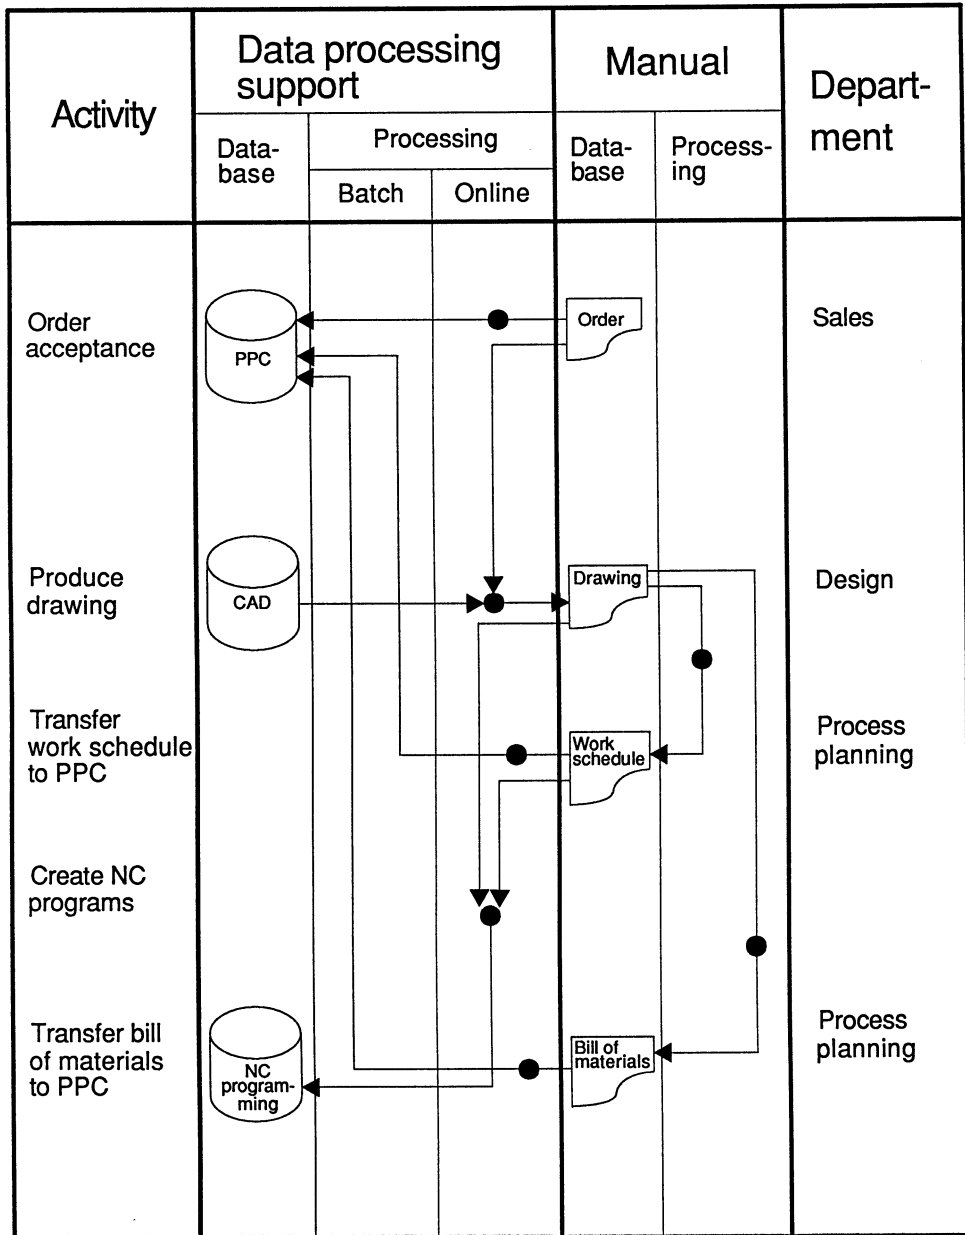 Activity
Data processing
support
Manual
Depart-
ment
Data-
base
Processing
Batch
Online
Data-
base
Process-
ing
Order
acceptance
PPC
Order
Sales
Produce
drawing
CAD
Drawing
Design
Transfer
work schedule
to PPC
Work
schedule
Process
planning
Create NC
programs
Transfer bill
of materials
to PPC
NC
program-
ming
Bill of
materials
Process
planning